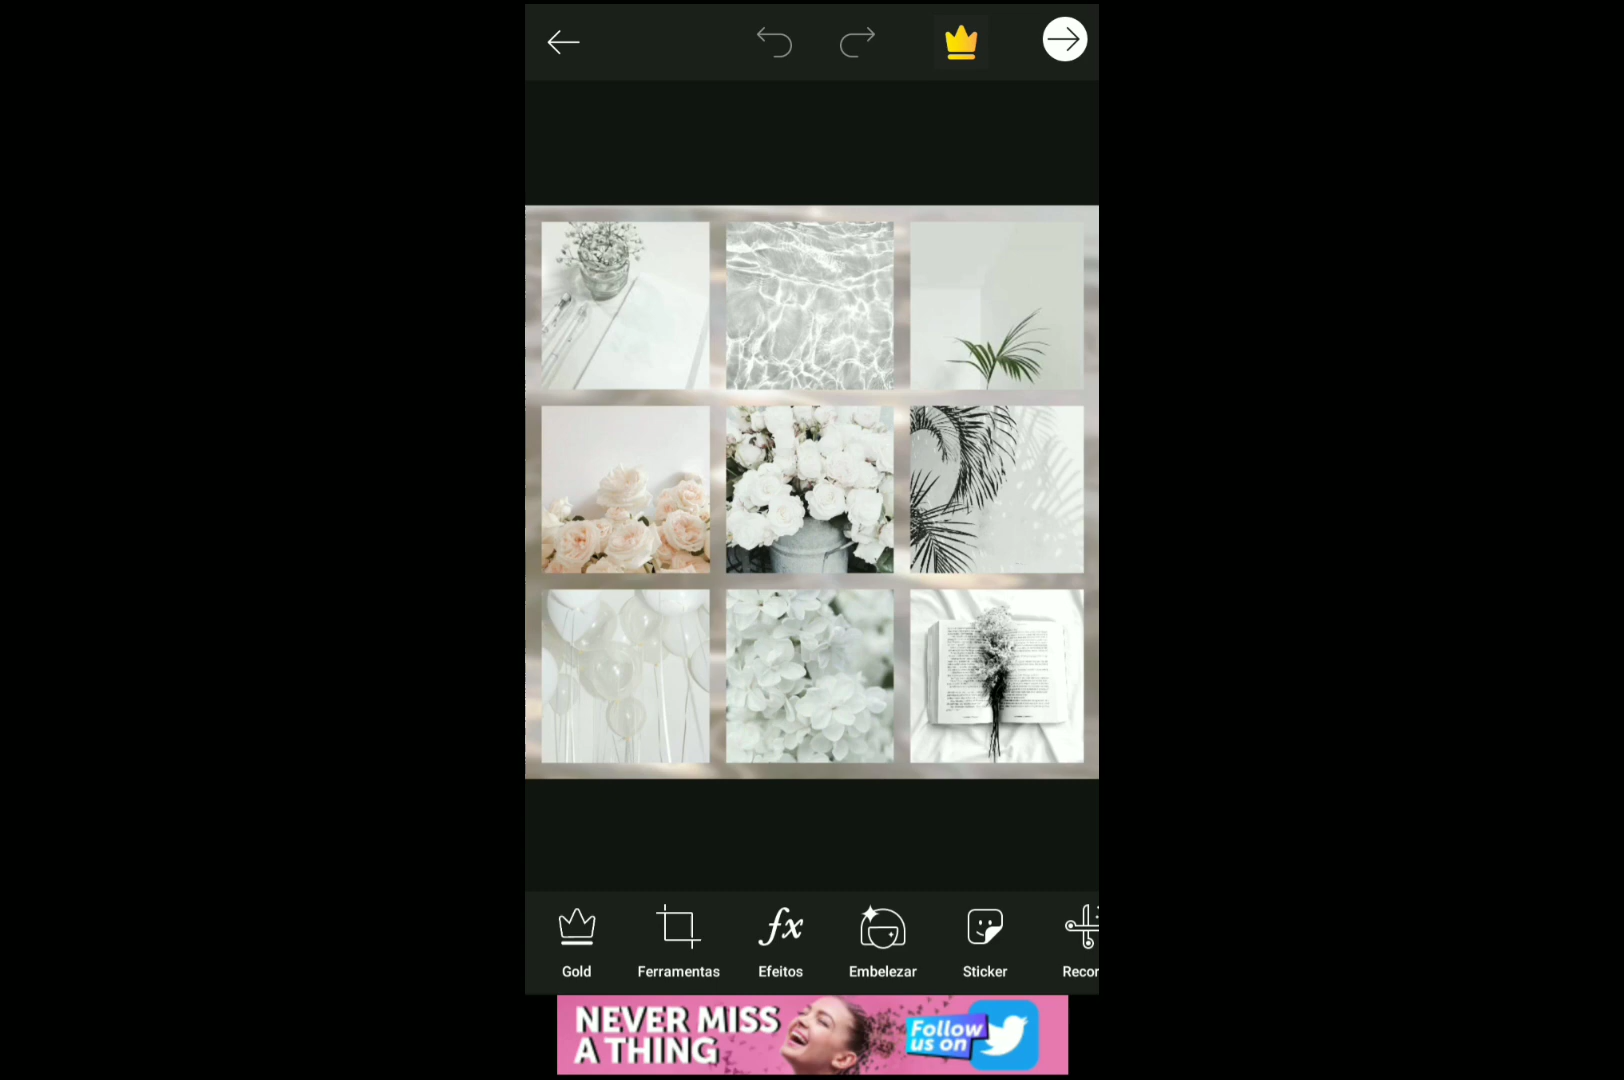 Gold
Ferramentas
Efeitos
Embelezar
Sticker
Recor
NEVER MISS
A THING
Follow
us on